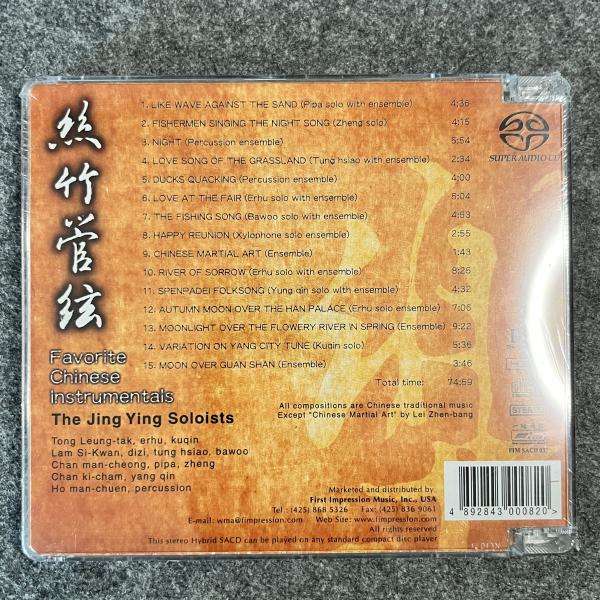 絲竹管絃
Favorite
Chinese
Instrumentals
The Jing Ying Soloists
Tong Leung-tak, erhu, kuqin
Lam Si-Kwan, dizi, tung hsiao, bawoo
Chan man-cheong, pipa, zheng
Chan ki-cham, yang qin
Ho man-chuen, percussion
1. LIKE WAVE AGAINST THE SAND (Pipa solo with ensemble) 4:36
2. FISHERMEN SINGING THE NIGHT SONG (Zheng solo) 4:15
3. NIGHT (Percussion ensemble) 5:54
4. LOVE SONG OF THE GRASSLAND (Tung hsiao with ensemble) 2:34
5. DUCKS QUACKING (Percussion ensemble) 4:00
6. LOVE AT THE FAIR (Erhu solo with ensemble) 5:04
7. THE FISHING SONG (Bawoo solo with ensemble) 4:53
8. HAPPY REUNION (Xylophone solo ensemble) 2:55
9. CHINESE MARTIAL ART (Ensemble) 1:43
10. RIVER OF SORROW (Erhu solo with ensemble) 8:25
11. SPENPADEI FOLKSONG (Yung qin solo with ensemble) 4:32
12. AUTUMN MOON OVER THE HAN PALACE (Erhu solo ensemble) 7:06
13. MOONLIGHT OVER THE FLOWERY RIVER IN SPRING (Ensemble) 9:22
14. VARIATION ON YANG CITY TUNE (Kuqin solo)
15. MOON OVER GUAN SHAN (Ensemble) 3:46
Total time: 74:59
All compositions are Chinese traditional music
Except "Chinese Martial Art" by Lei Zhen-bang
SUPER AUDIO CD
FIM SACD 037
Marketed and distributed by
First Impression Music, Inc., USA
Tel : (425) 868 5326 Fax: (425) 836 9061
E-mail: wma@fimpression.com Web Site: www.fimpression.com
All rights reserved
This stereo Hybrid SACD can be played on any standard compact disc player
4 892843 000820